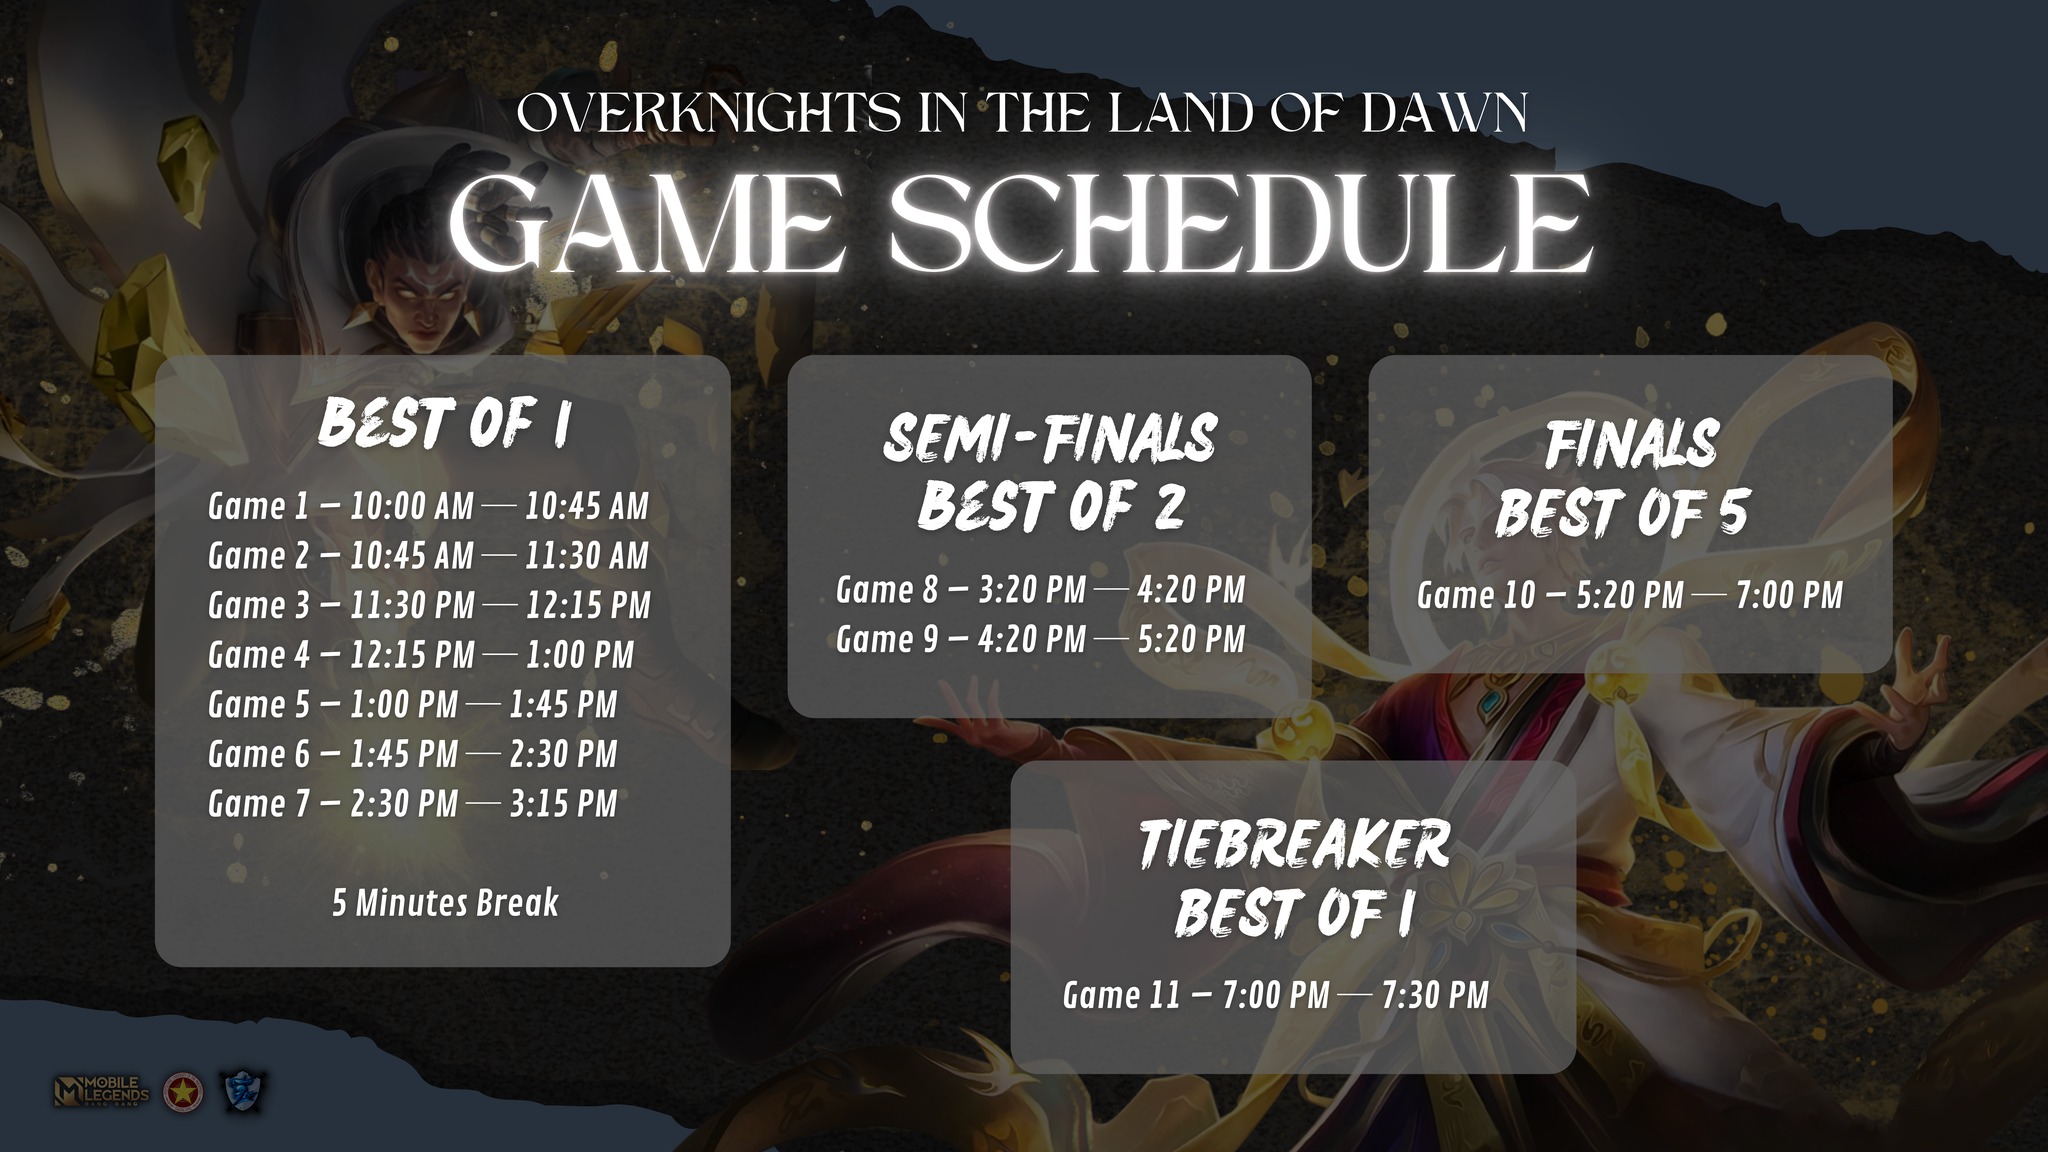 OVERKNIGHTS IN THE LAND OF DAWN
GAME SCHEDULE
BEST OF 1
Game 1 – 10:00 AM — 10:45 AM
Game 2 – 10:45 AM — 11:30 AM
Game 3 – 11:30 PM — 12:15 PM
Game 4 – 12:15 PM — 1:00 PM
Game 5 – 1:00 PM — 1:45 PM
Game 6 – 1:45 PM — 2:30 PM
Game 7 – 2:30 PM — 3:15 PM
5 Minutes Break
SEMI-FINALS
BEST OF 2
Game 8 – 3:20 PM — 4:20 PM
Game 9 – 4:20 PM — 5:20 PM
FINALS
BEST OF 5
Game 10 – 5:20 PM — 7:00 PM
TIEBREAKER
BEST OF 1
Game 11 – 7:00 PM — 7:30 PM
MOBILE
LEGENDS
BANG BANG